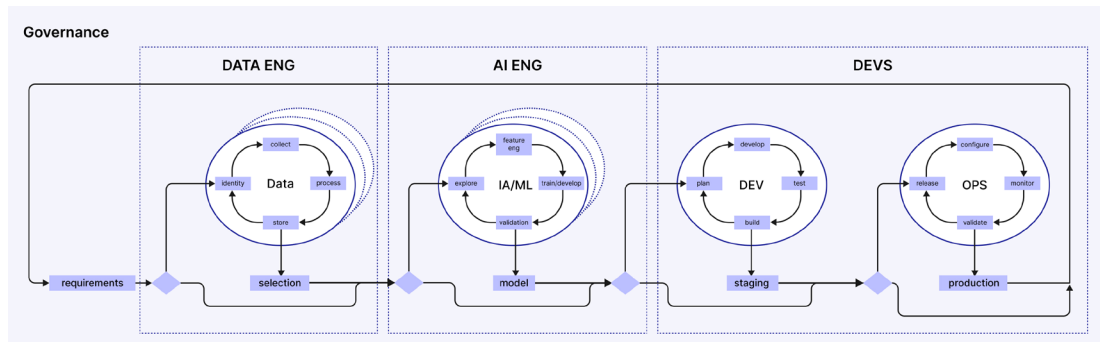 Governance
DATA ENG
AI ENG
DEVS
collect
identity
Data
process
store
feature
eng
explore
IA/ML
train/develop
validation
develop
plan
DEV
test
build
configure
release
OPS
monitor
validate
requirements
selection
model
staging
production